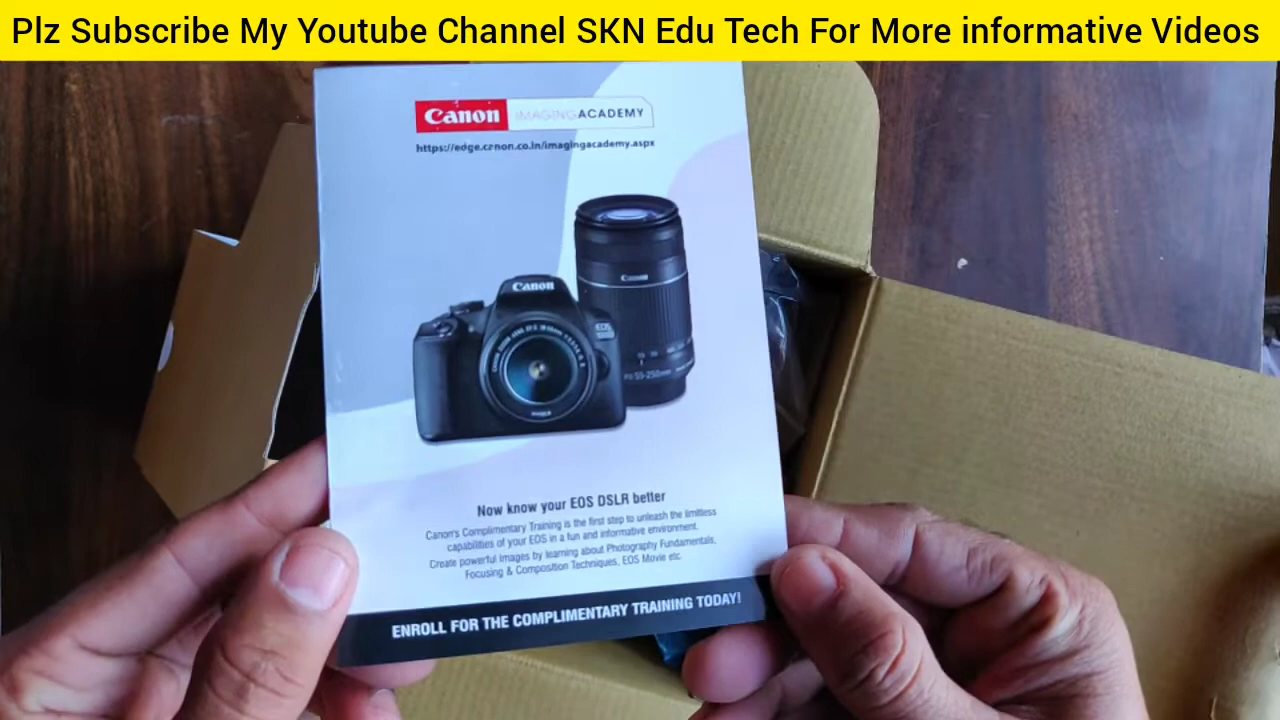 Plz Subscribe My Youtube Channel SKN Edu Tech For More informative Videos
Canon IMAGING ACADEMY
https://edge.canon.co.in/imagingacademy.aspx
Canon
Canon
EOS
55-250mm
Now know your EOS DSLR better
Canon's Complimentary Training is the first step to unleash the limitless
capabilities of your EOS in a fun and informative environment.
Create powerful images by learning about Photography Fundamentals,
Focusing & Composition Techniques, EOS Movie etc.
ENROLL FOR THE COMPLIMENTARY TRAINING TODAY!